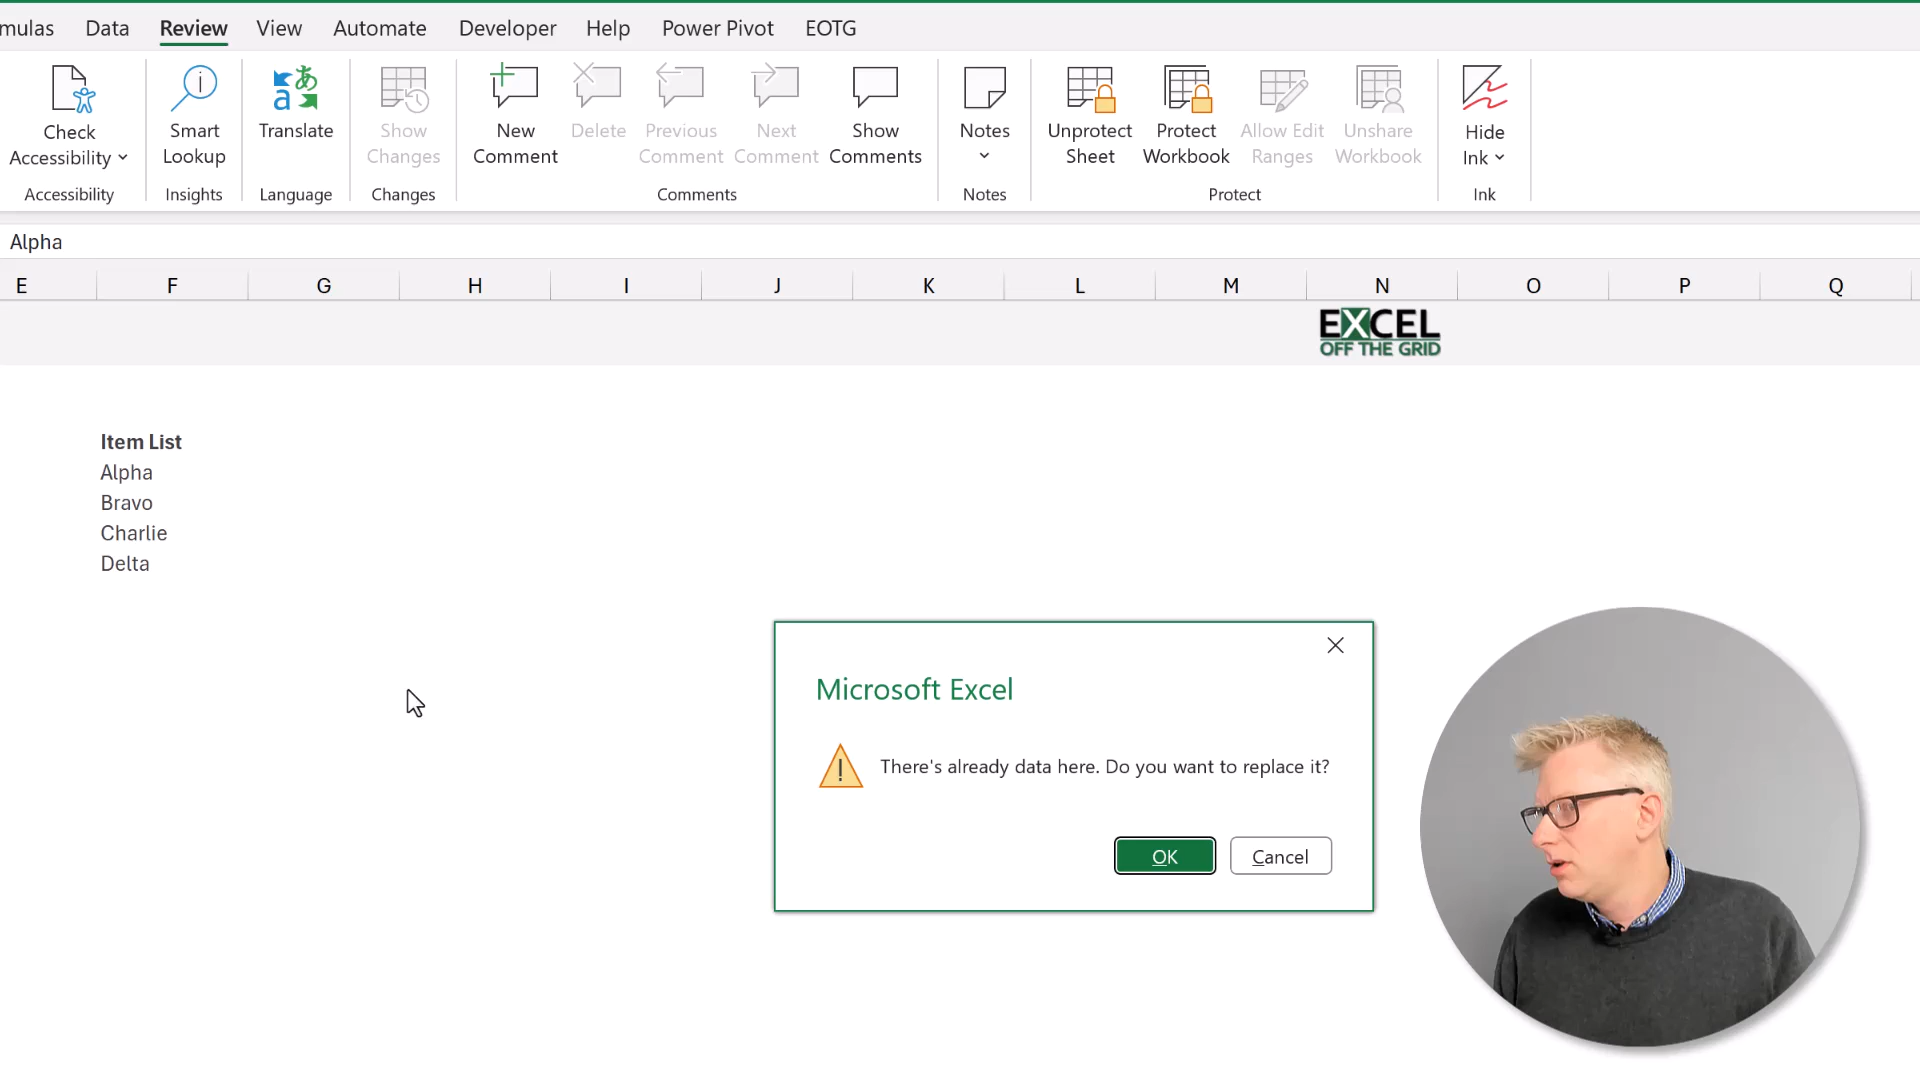 mulas Data Review View Automate Developer Help Power Pivot EOTG
Check Accessibility
Smart Lookup
Translate
Show Changes
New Comment
Delete
Previous Comment
Next Comment
Show Comments
Notes
Unprotect Sheet
Protect Workbook
Allow Edit Ranges
Unshare Workbook
Hide Ink
Accessibility Insights Language Changes Comments Notes Protect Ink
Alpha
E F G H I J K L M N O P Q
EXCEL
OFF THE GRID
Item List
Alpha
Bravo
Charlie
Delta
Microsoft Excel
There's already data here. Do you want to replace it?
OK Cancel